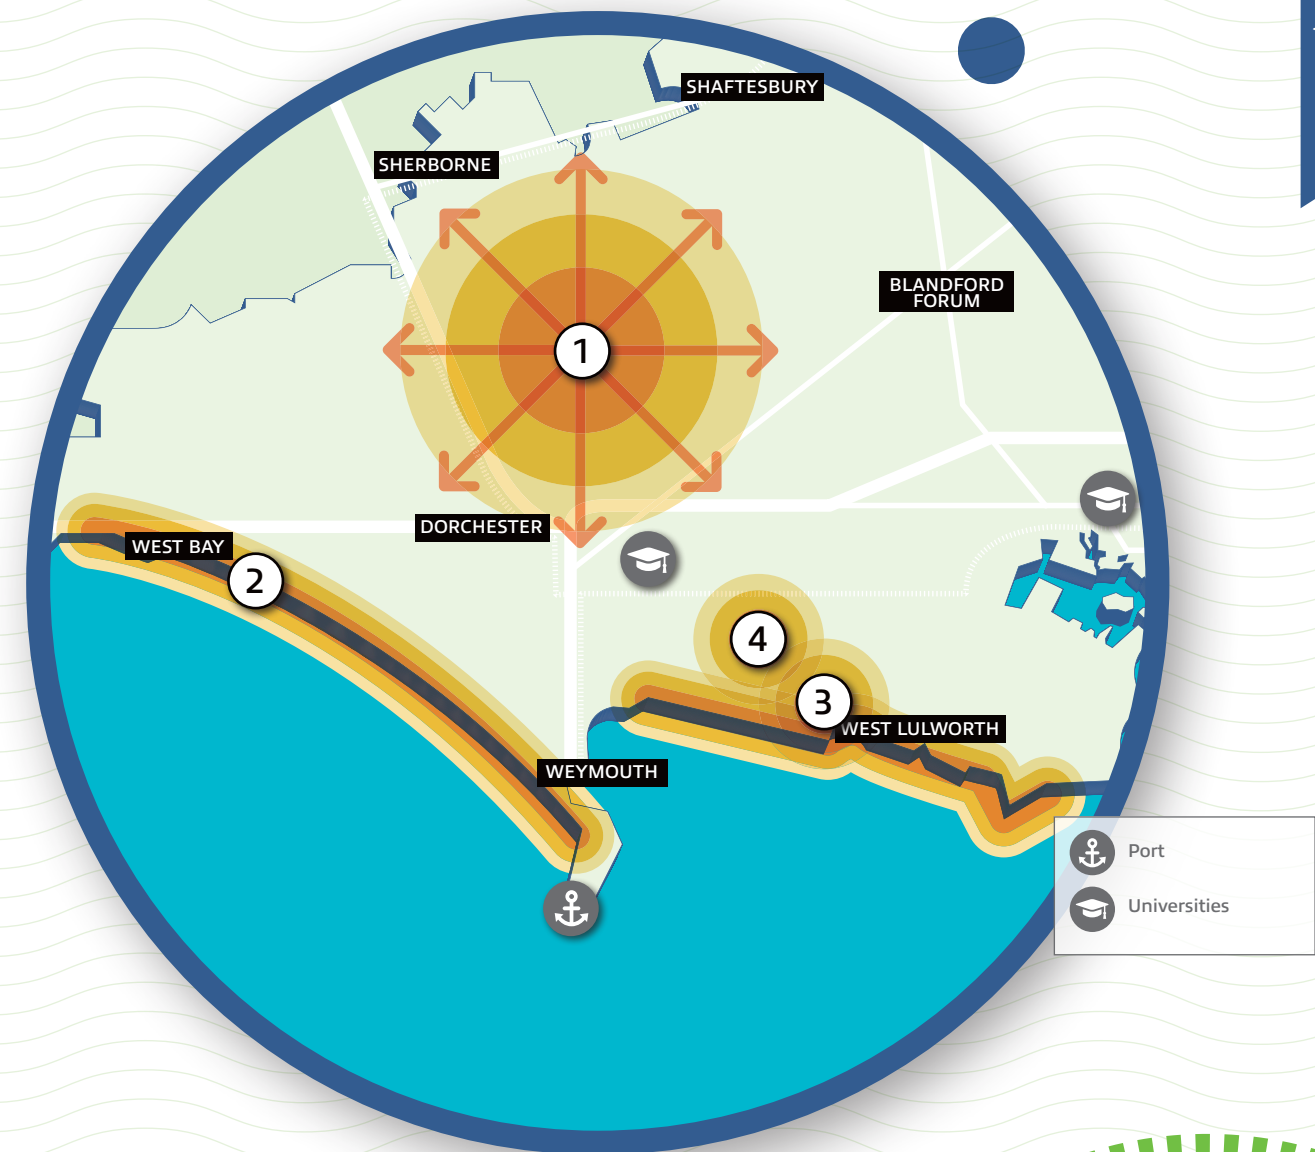 SHAFTESBURY
SHERBORNE
BLANDFORD
FORUM
1
DORCHESTER
WEST BAY
2
4
3
WEST LULWORTH
WEYMOUTH
Port
Universities